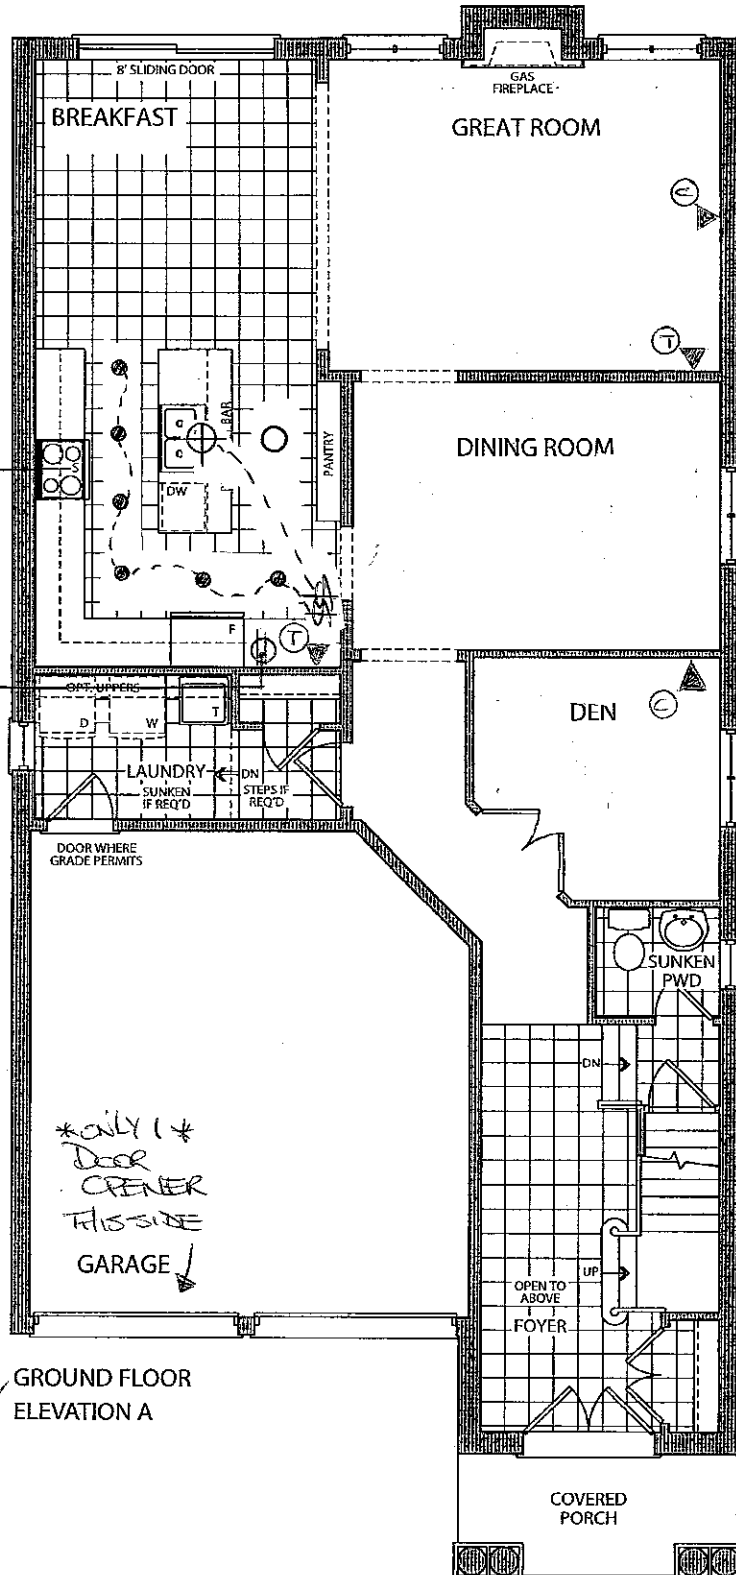 8' SLIDING DOOR
BREAKFAST
GAS
FIREPLACE
GREAT ROOM
C
T
BAR
PANTRY
DINING ROOM
S
DW
F
T
OPT. UPPERS
D
W
T
DEN
C
LAUNDRY
DN
SUNKEN
IF REQ'D
STEPS IF
REQ'D
DOOR WHERE
GRADE PERMITS
SUNKEN
PWD
DN
*ONLY 1*
DOOR
OPENER
THIS SIDE
GARAGE
UP
OPEN TO
ABOVE
FOYER
GROUND FLOOR
ELEVATION A
COVERED
PORCH